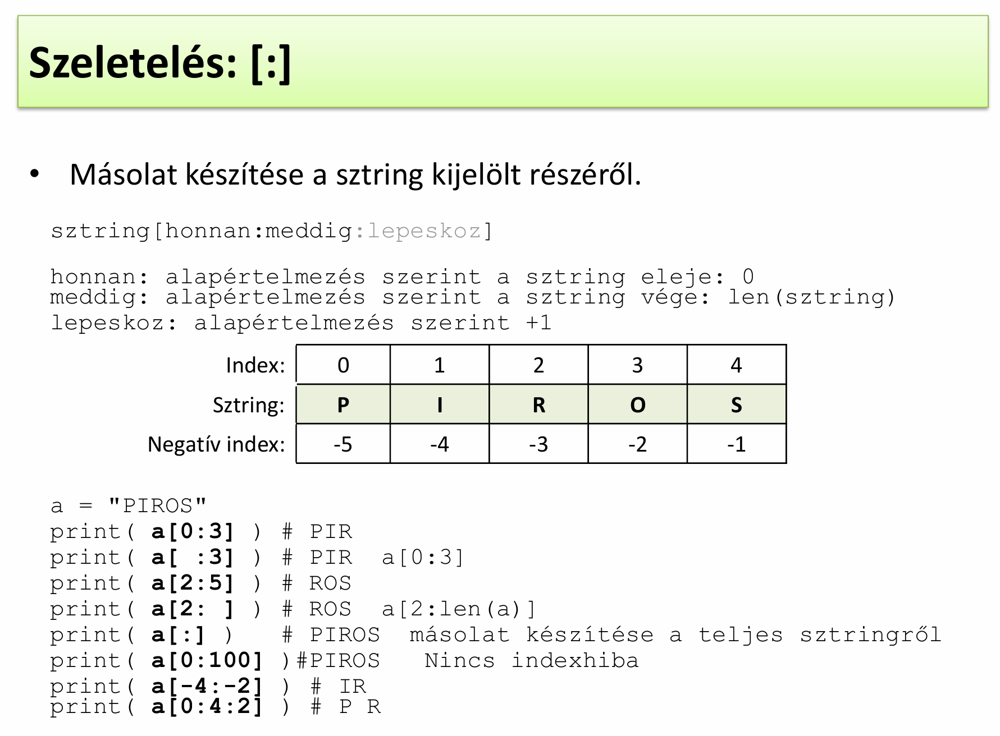 Szeletelés: [:]
• Másolat készítése a sztring kijelölt részéről.
sztring[honnan:meddig:lepeskoz]
honnan: alapértelmezés szerint a sztring eleje: 0
meddig: alapértelmezés szerint a sztring vége: len(sztring)
lepeskoz: alapértelmezés szerint +1
Index: 0 1 2 3 4
Sztring: P I R O S
Negatív index: -5 -4 -3 -2 -1
a = "PIROS"
print( a[0:3] ) # PIR
print( a[ :3] ) # PIR  a[0:3]
print( a[2:5] ) # ROS
print( a[2: ] ) # ROS  a[2:len(a)]
print( a[:] )   # PIROS  másolat készítése a teljes sztringről
print( a[0:100] )#PIROS   Nincs indexhiba
print( a[-4:-2] ) # IR
print( a[0:4:2] ) # P R